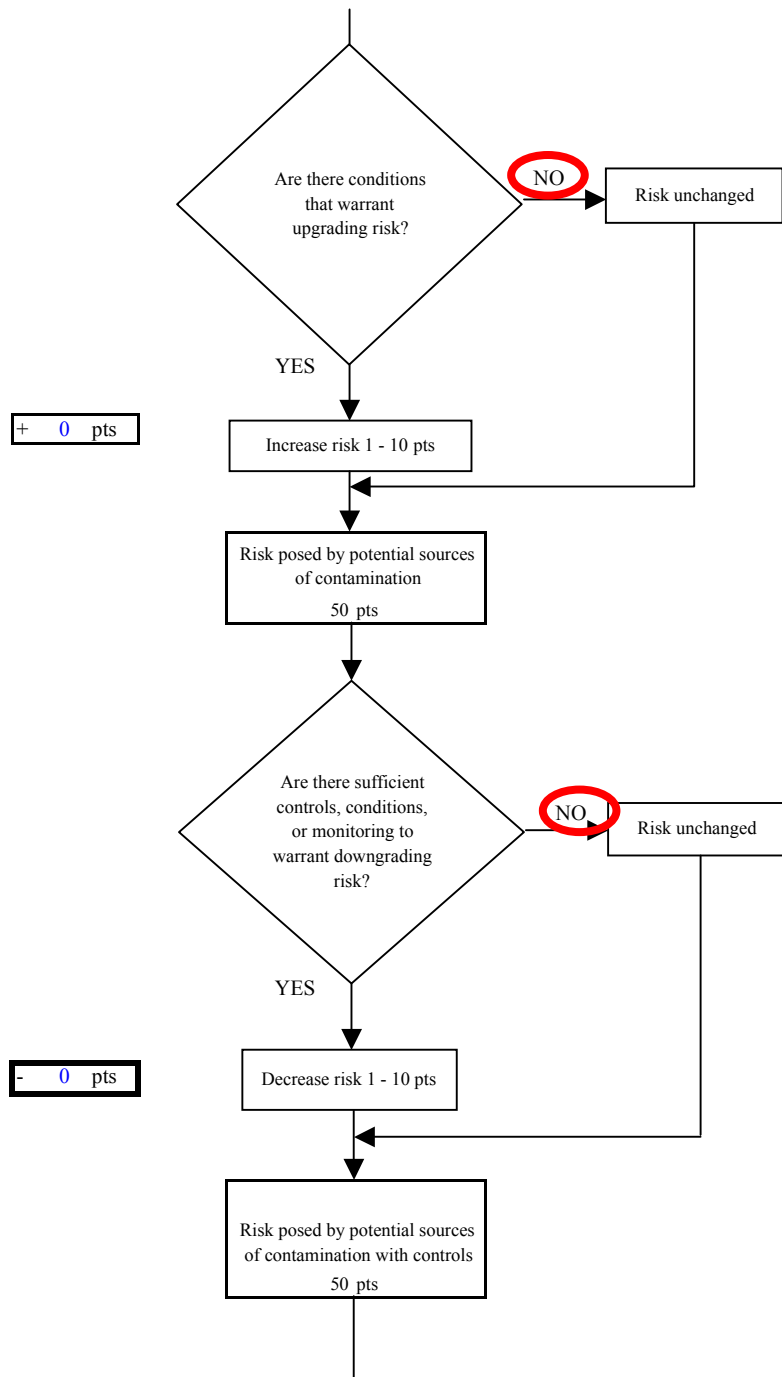 Are there conditions
that warrant
upgrading risk?
NO
Risk unchanged
YES
+ 0 pts
Increase risk 1 - 10 pts
Risk posed by potential sources
of contamination
50 pts
Are there sufficient
controls, conditions,
or monitoring to
warrant downgrading
risk?
NO
Risk unchanged
YES
- 0 pts
Decrease risk 1 - 10 pts
Risk posed by potential sources
of contamination with controls
50 pts